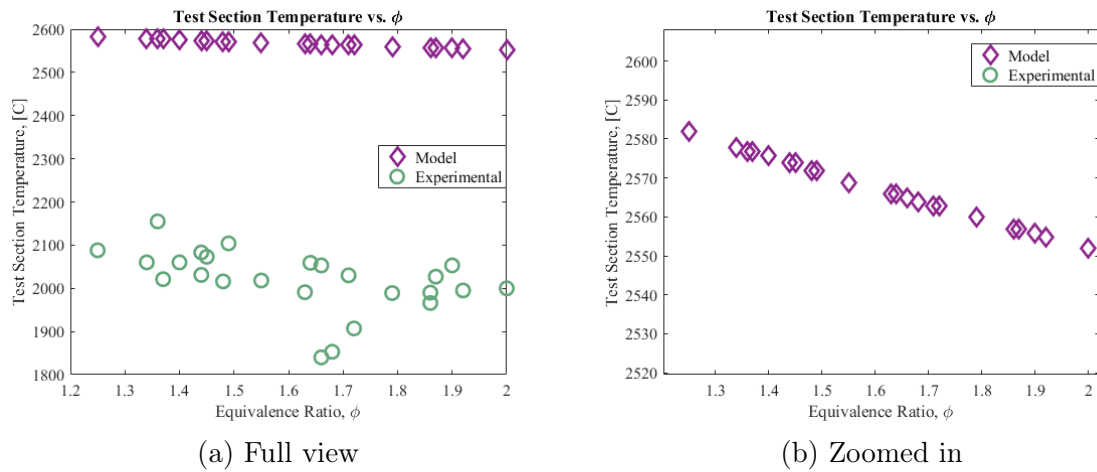 Test Section Temperature vs. ϕ
2600
2500
2400
2300
2200
2100
2000
1900
1800
Test Section Temperature, [C]
Model
Experimental
1.2 1.3 1.4 1.5 1.6 1.7 1.8 1.9 2
Equivalence Ratio, ϕ
(a) Full view
Test Section Temperature vs. ϕ
2600
2590
2580
2570
2560
2550
2540
2530
2520
Test Section Temperature, [C]
Model
Experimental
1.3 1.4 1.5 1.6 1.7 1.8 1.9 2
Equivalence Ratio, ϕ
(b) Zoomed in